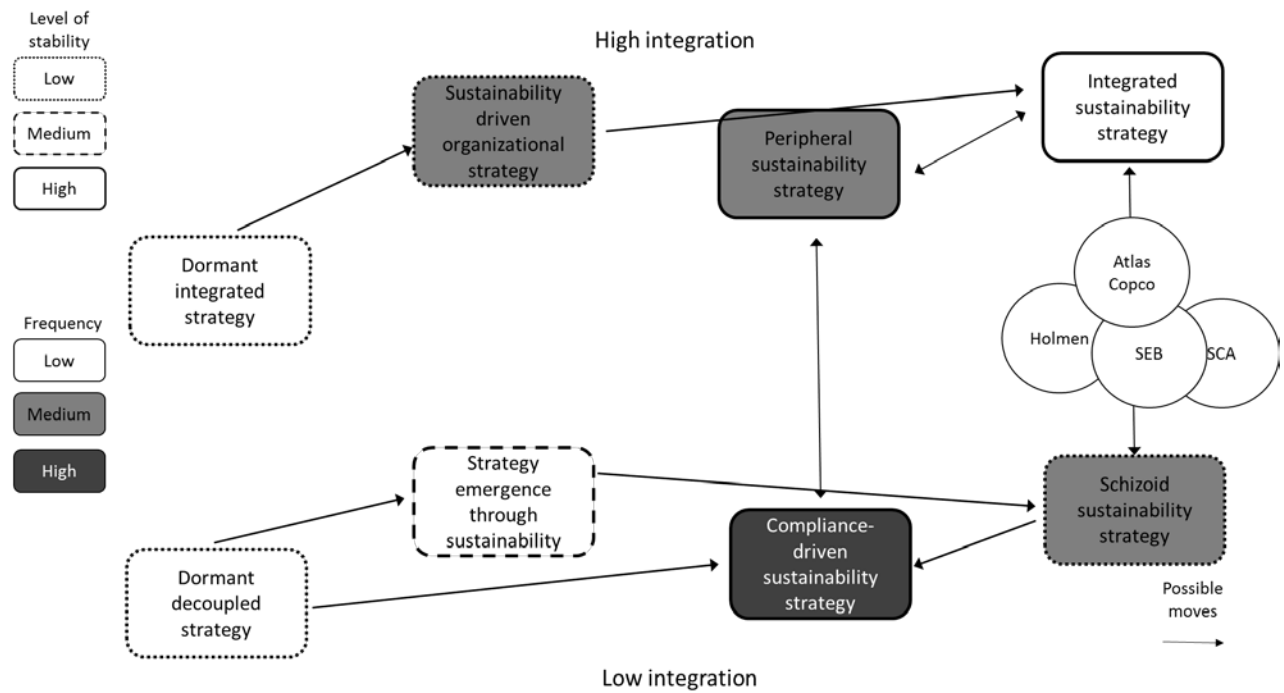 Level of
stability
Low
Medium
High
Frequency
Low
Medium
High
High integration
Sustainability
driven
organizational
strategy
Peripheral
sustainability
strategy
Integrated
sustainability
strategy
Dormant
integrated
strategy
Atlas
Copco
Holmen
SEB
SCA
Strategy
emergence
through
sustainability
Schizoid
sustainability
strategy
Compliance-
driven
sustainability
strategy
Dormant
decoupled
strategy
Possible
moves
Low integration